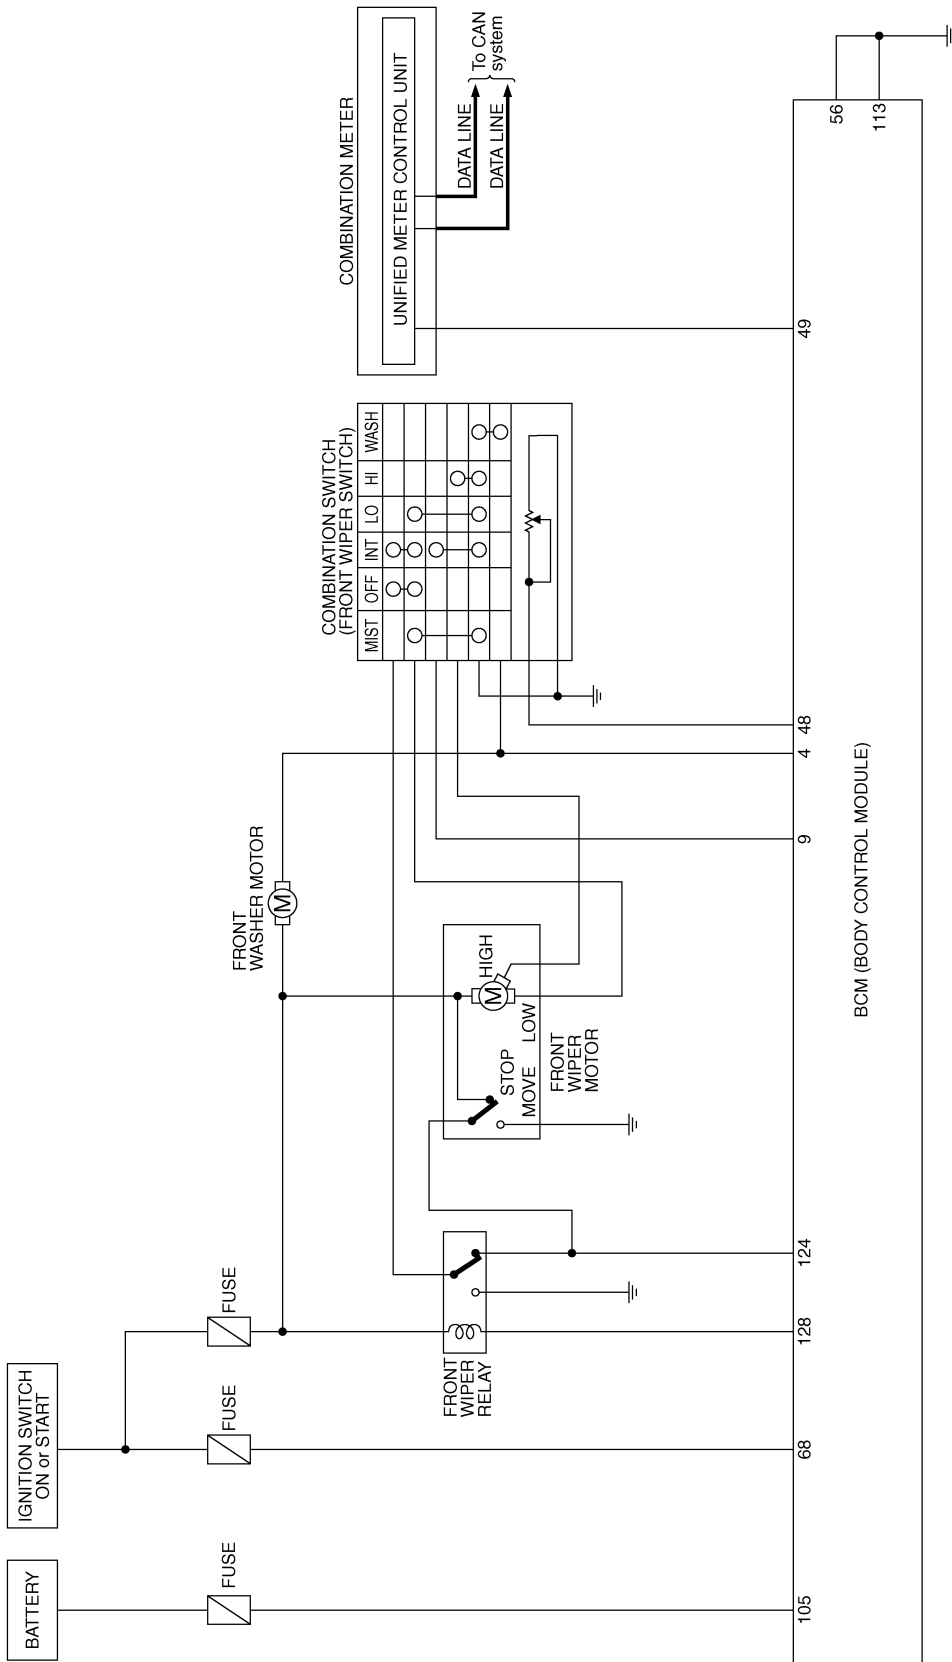 BATTERY
FUSE
105
IGNITION SWITCH
ON or START
FUSE
68
FUSE
128
FRONT
WIPER
RELAY
124
FRONT
WIPER
MOTOR
STOP
MOVE
LOW
HIGH
M
FRONT
WASHER MOTOR
M
9
4
48
BCM (BODY CONTROL MODULE)
COMBINATION SWITCH
(FRONT WIPER SWITCH)
MIST OFF INT LO HI WASH
49
COMBINATION METER
UNIFIED METER CONTROL UNIT
DATA LINE
DATA LINE
To CAN
system
56
113